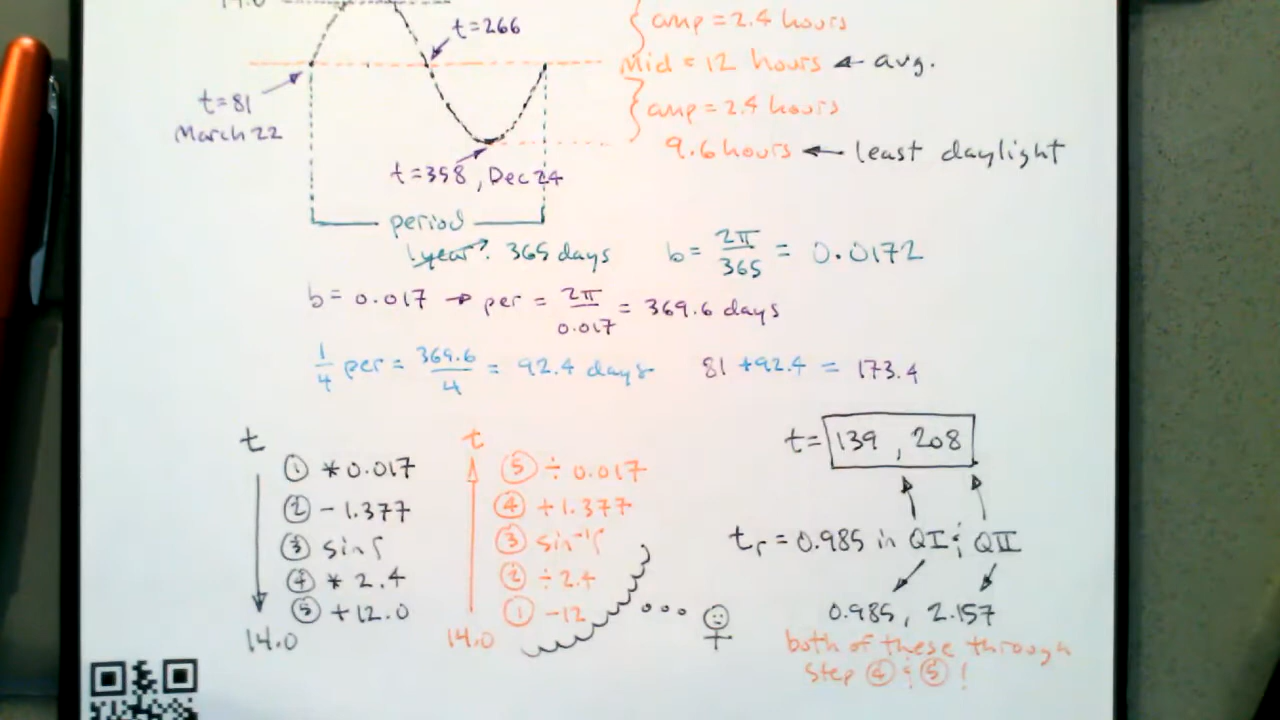 14.0
amp = 2.4 hours
t=266
mid = 12 hours ← avg.
t=81
March 22
amp = 2.4 hours
9.6 hours ← least daylight
t=358, Dec 24
period
1 year? 365 days b = 2π/365 = 0.0172
b = 0.017 → per = 2π/0.017 = 369.6 days
1/4 per = 369.6/4 = 92.4 days 81 + 92.4 = 173.4
t t t = 139, 208
① * 0.017 ⑤ ÷ 0.017
② - 1.377 ④ + 1.377
③ sin ③ sin⁻¹ tr = 0.985 in QI & QII
④ * 2.4 ② ÷ 2.4
⑤ + 12.0 ① -12 0.985, 2.157
14.0 14.0 both of these through
step ④ & ⑤ !